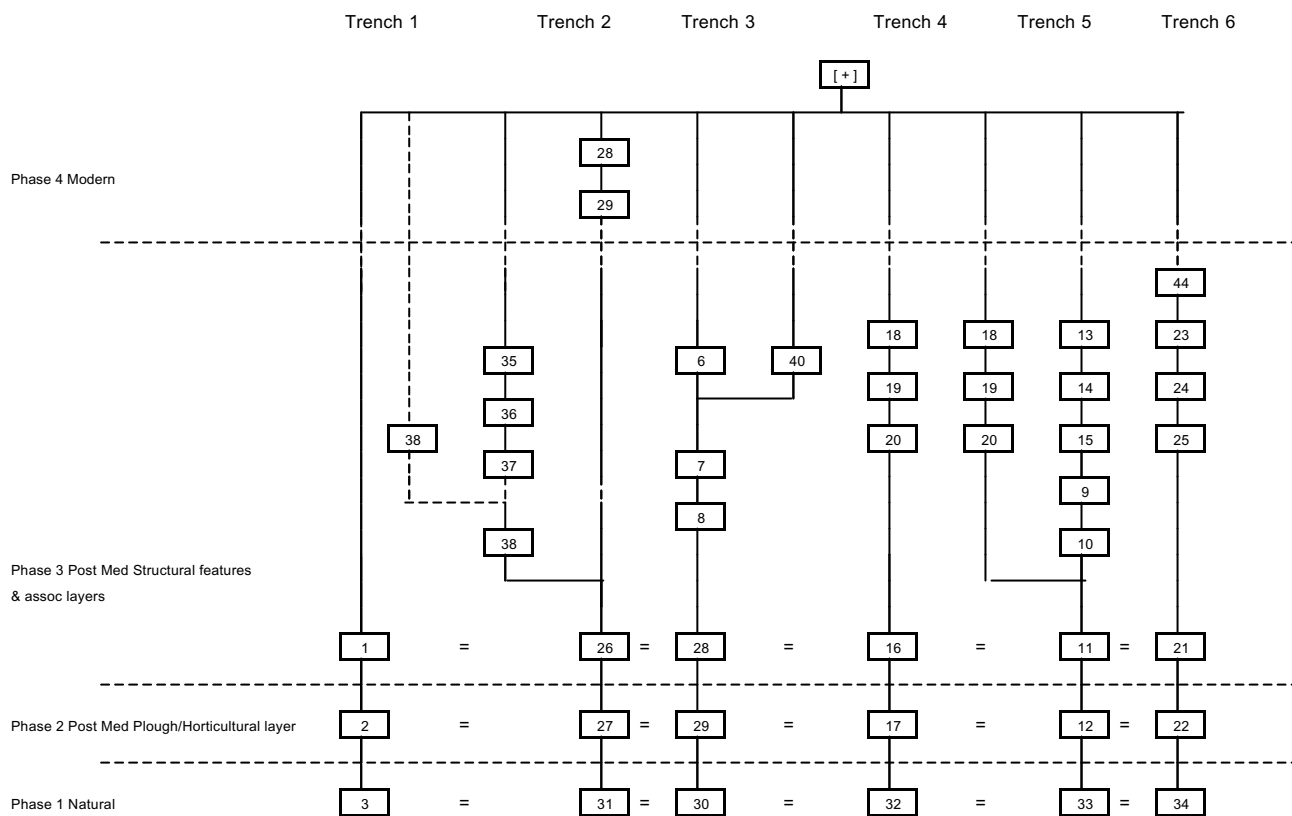 Trench 1 Trench 2 Trench 3 Trench 4 Trench 5 Trench 6
[ + ]
28
Phase 4 Modern
29
44
18 18 13 23
35 6 40
19 19 14 24
36
38 20 20 15 25
37 7
9
8
38 10
Phase 3 Post Med Structural features
& assoc layers
1 = 26 = 28 = 16 = 11 = 21
Phase 2 Post Med Plough/Horticultural layer 2 = 27 = 29 = 17 = 12 = 22
Phase 1 Natural 3 = 31 = 30 = 32 = 33 = 34